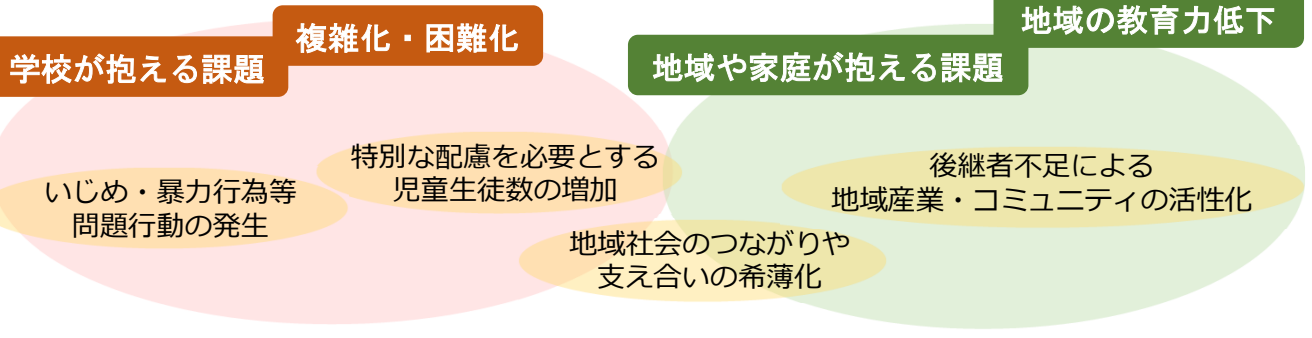 複雑化・困難化
学校が抱える課題
地域の教育力低下
地域や家庭が抱える課題
特別な配慮を必要とする
児童生徒数の増加
いじめ・暴力行為等
問題行動の発生
後継者不足による
地域産業・コミュニティの活性化
地域社会のつながりや
支え合いの希薄化